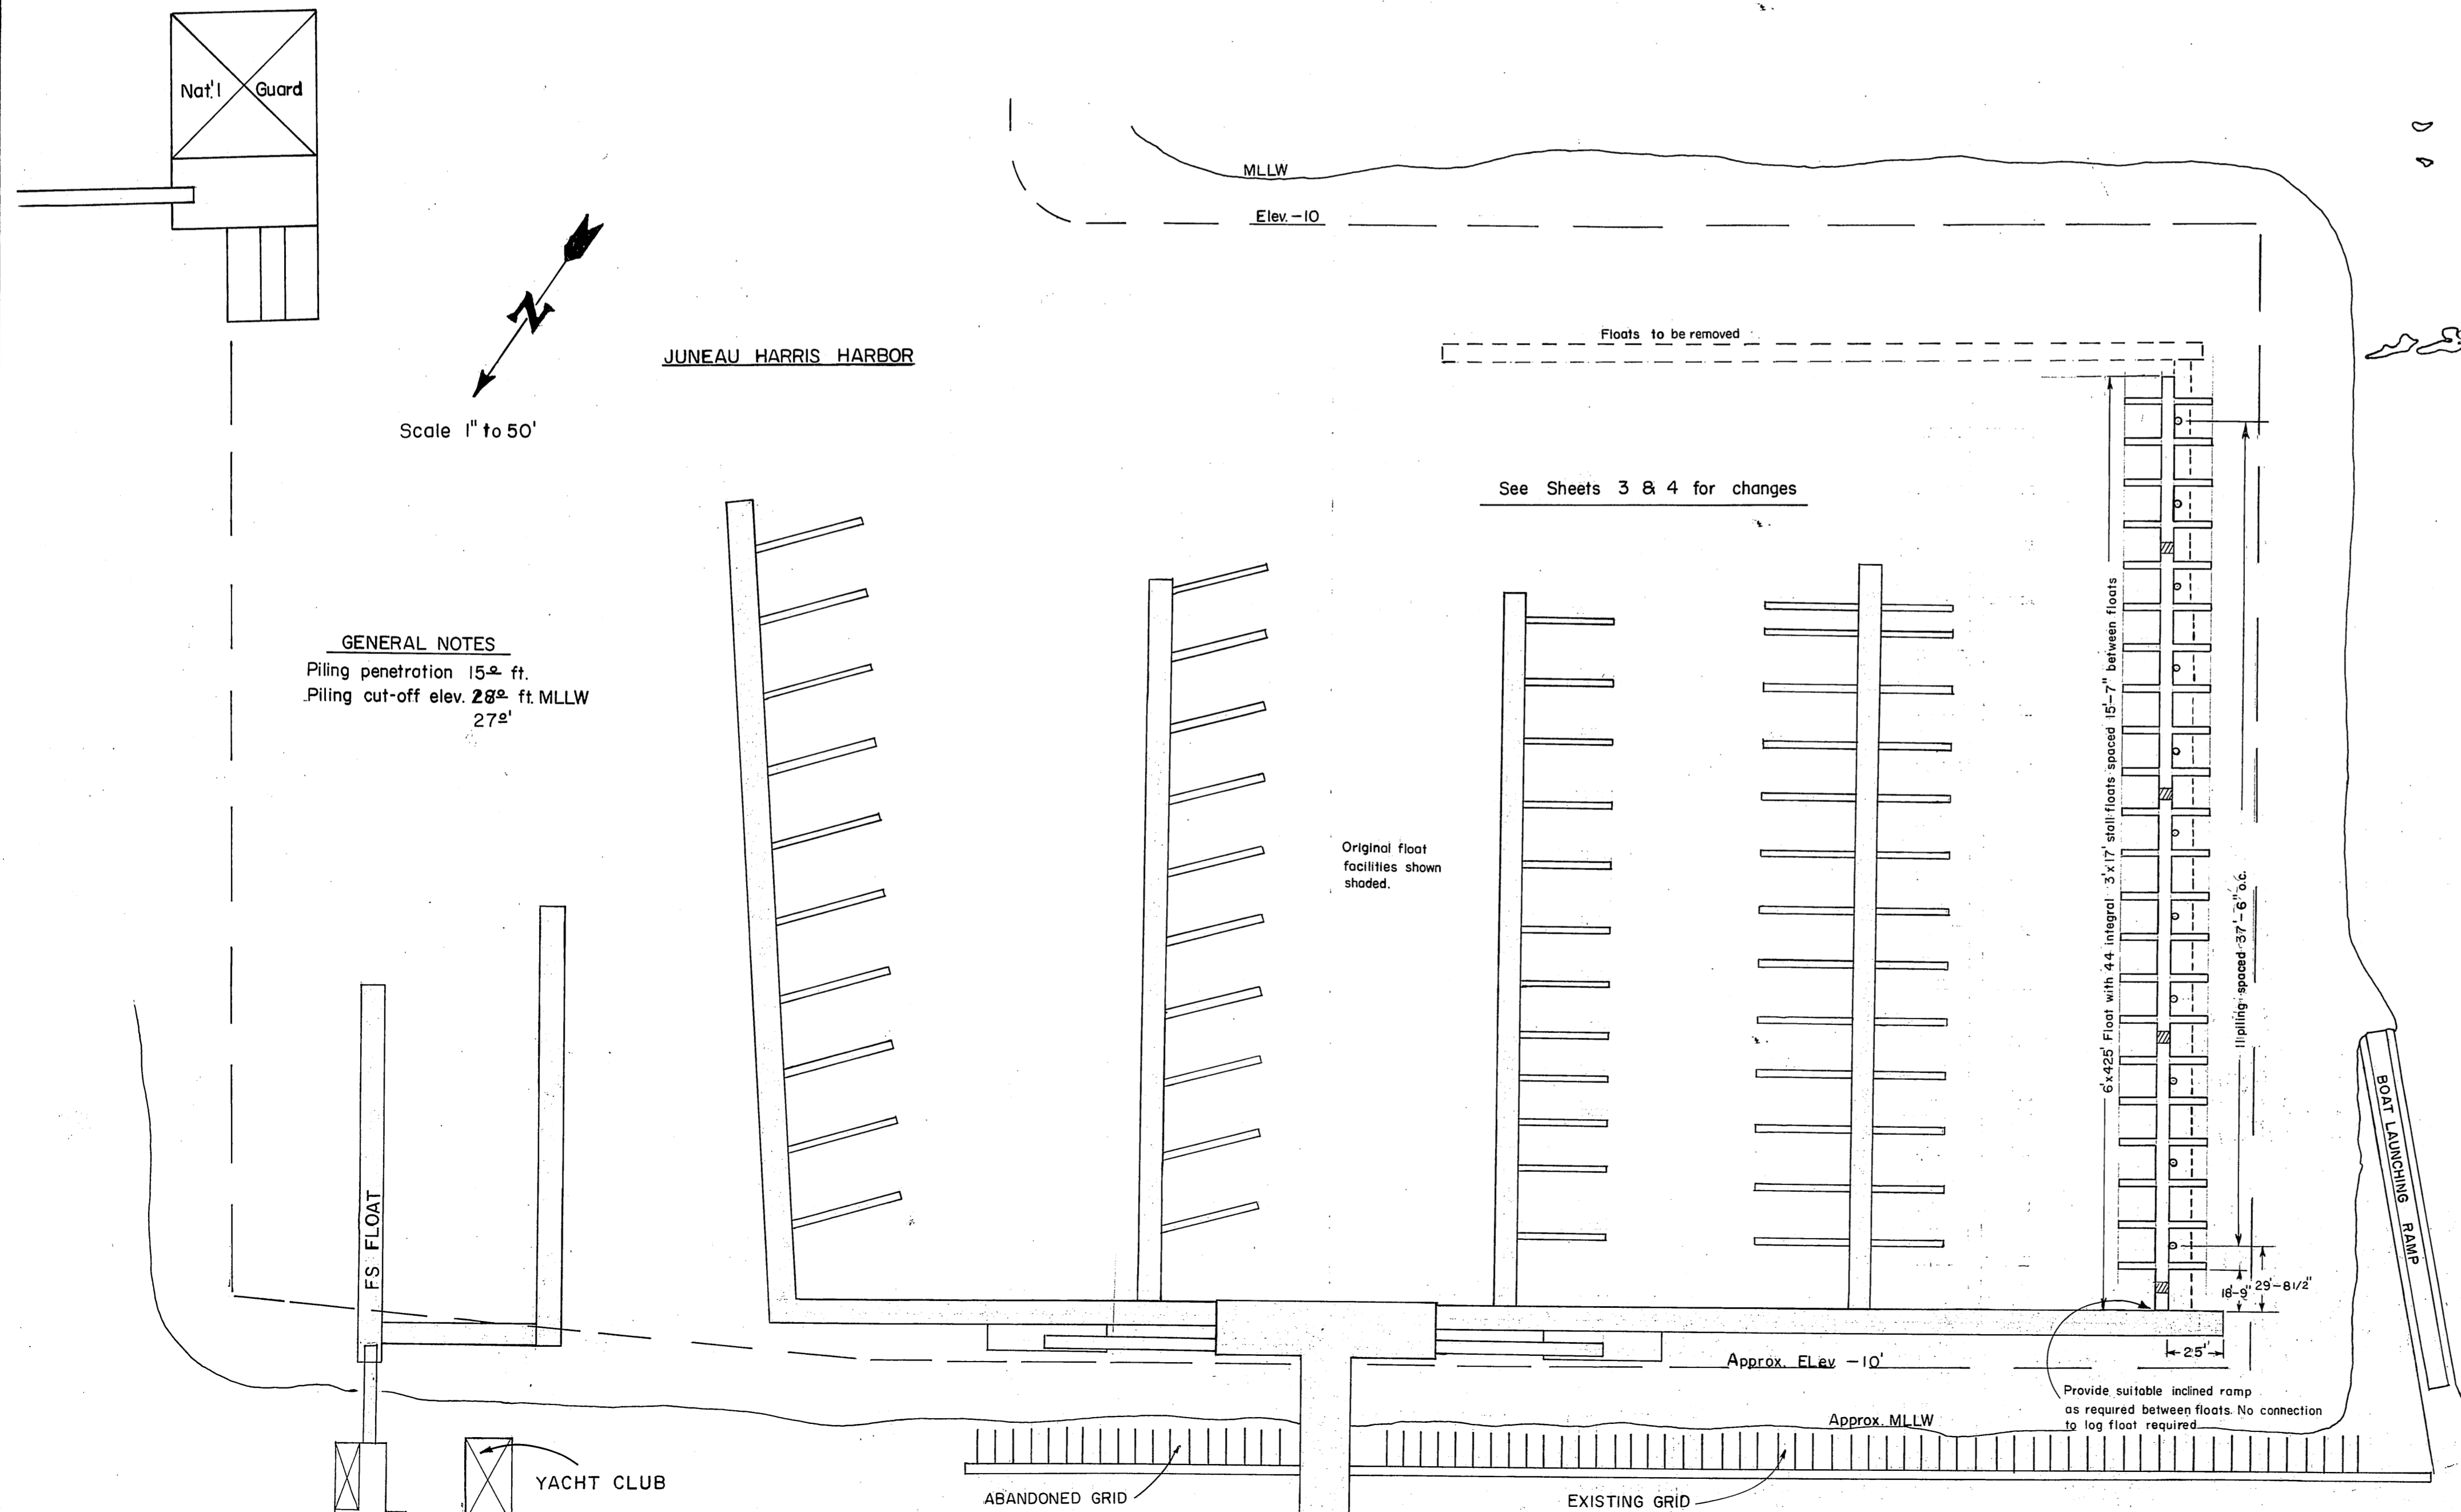 Nat'l Guard
MLLW
Elev. -10
N
JUNEAU HARRIS HARBOR
Floats to be removed
Scale 1" to 50'
See Sheets 3 & 4 for changes
GENERAL NOTES
Piling penetration 15º ft.
Piling cut-off elev. 28º ft. MLLW
27º'
Original float
facilities shown
shaded.
6'x425' Float with 44 integral 3'x17' stall floats spaced 15'-7" between floats
11 piling spaced 37'-6" o.c.
BOAT LAUNCHING RAMP
FS FLOAT
18'-9"
29'-8 1/2"
25'
Approx. ELev -10'
Provide suitable inclined ramp
as required between floats. No connection
to log float required
Approx. MLLW
YACHT CLUB
ABANDONED GRID
EXISTING GRID